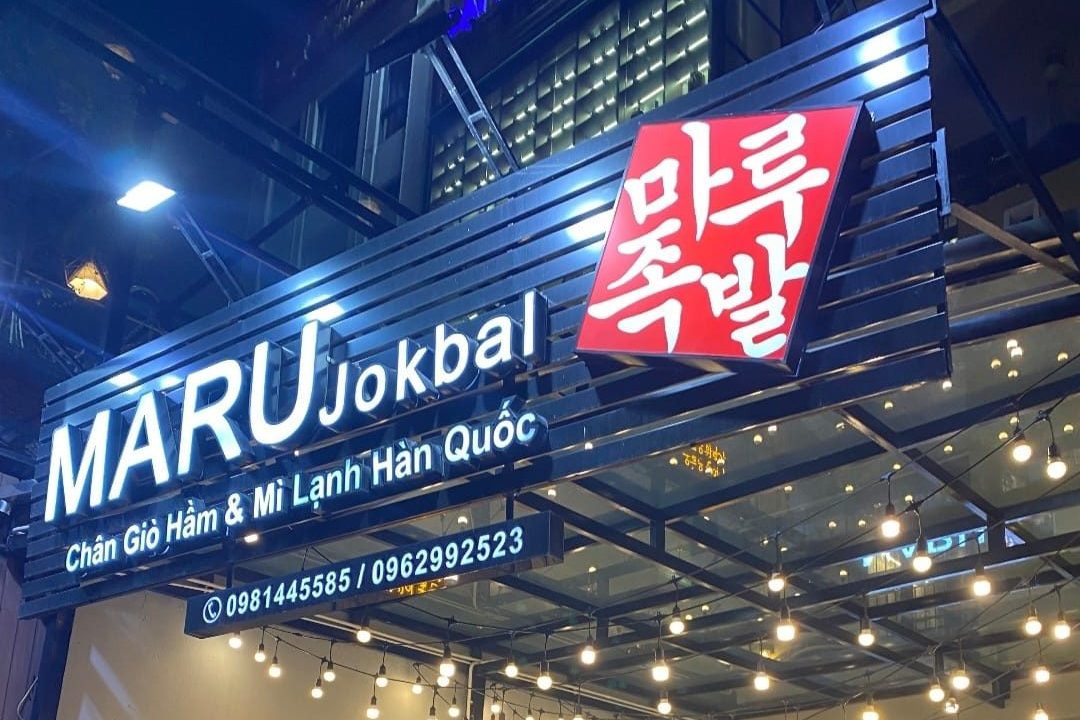 MARU Jokbal
Chân Giò Hầm & Mì Lạnh Hàn Quốc
0981445585 / 0962992523
마루
족발